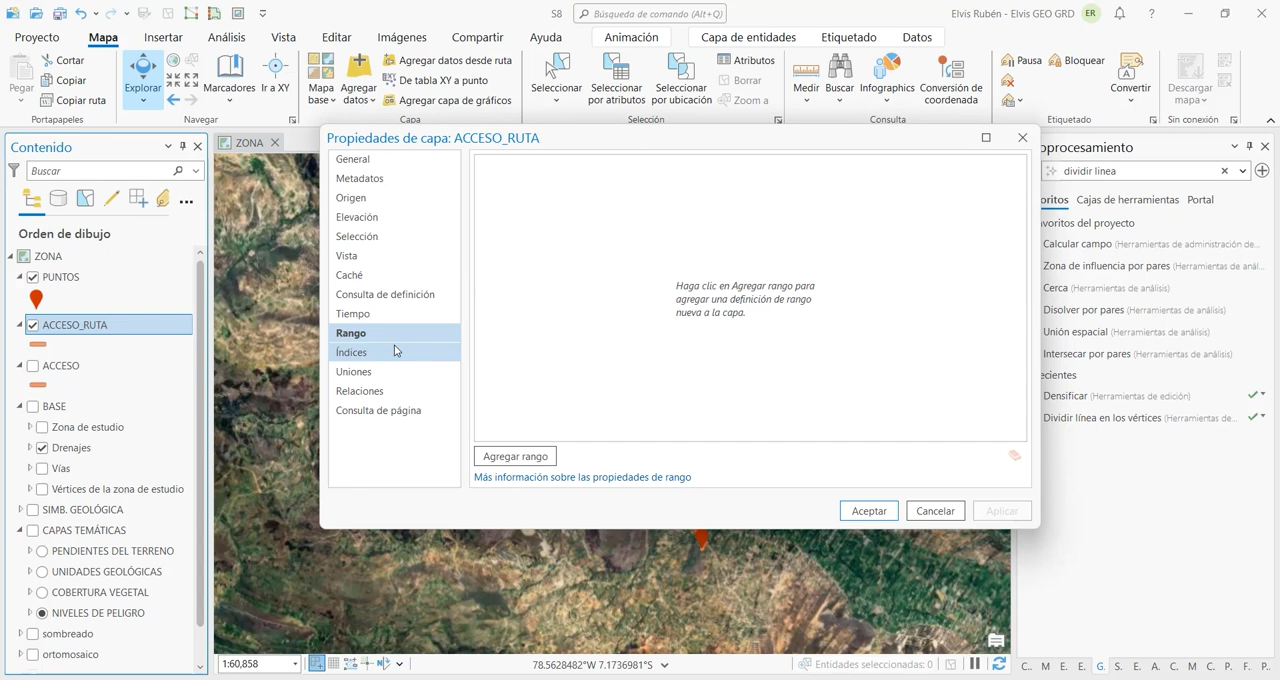 S8
Búsqueda de comando (Alt+Q)
Elvis Rubén - Elvis GEO GRD
ER
?
Proyecto Mapa Insertar Análisis Vista Editar Imágenes Compartir Ayuda Animación Capa de entidades Etiquetado Datos
Pegar
Cortar
Copiar
Copiar ruta
Portapapeles
Explorar
Marcadores
Ir a XY
Navegar
Mapa base
Agregar datos
Agregar datos desde ruta
De tabla XY a punto
Agregar capa de gráficos
Capa
Seleccionar
Seleccionar por atributos
Seleccionar por ubicación
Atributos
Borrar
Zoom a
Selección
Medir
Buscar
Infographics
Conversión de coordenada
Consulta
Pausa
Bloquear
Convertir
Etiquetado
Descargar mapa
Sin conexión
Contenido
Buscar
Orden de dibujo
ZONA
PUNTOS
ACCESO_RUTA
ACCESO
BASE
Zona de estudio
Drenajes
Vías
Vértices de la zona de estudio
SIMB. GEOLÓGICA
CAPAS TEMÁTICAS
PENDIENTES DEL TERRENO
UNIDADES GEOLÓGICAS
COBERTURA VEGETAL
NIVELES DE PELIGRO
sombreado
ortomosaico
ZONA
Propiedades de capa: ACCESO_RUTA
General
Metadatos
Origen
Elevación
Selección
Vista
Caché
Consulta de definición
Tiempo
Rango
Índices
Uniones
Relaciones
Consulta de página
Haga clic en Agregar rango para
agregar una definición de rango
nueva a la capa.
Agregar rango
Más información sobre las propiedades de rango
Aceptar
Cancelar
Aplicar
1:60,858
78.5628482°W 7.1736981°S
Entidades seleccionadas: 0
oprocesamiento
dividir linea
oritos Cajas de herramientas Portal
avoritos del proyecto
Calcular campo (Herramientas de administración de...
Zona de influencia por pares (Herramientas de anál...
Cerca (Herramientas de análisis)
Disolver por pares (Herramientas de análisis)
Unión espacial (Herramientas de análisis)
Intersecar por pares (Herramientas de análisis)
ecientes
Densificar (Herramientas de edición)
Dividir línea en los vértices (Herramientas de...
C.. M E. E. G. S. E. A. C. M C. P. F. P..